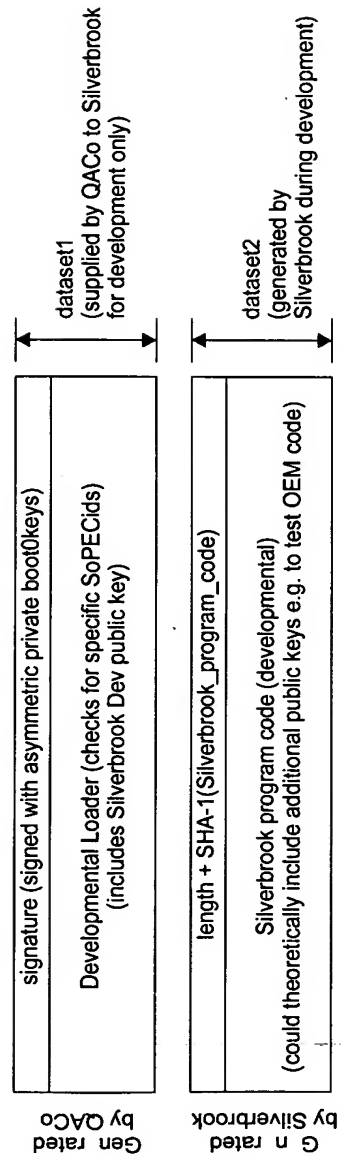 Gen rated
by QACo
signature (signed with asymmetric private boot0keys)
Developmental Loader (checks for specific SoPECids)
(includes Silverbrook Dev public key)
dataset1
(supplied by QACo to Silverbrook
for development only)
G n rated
by Silverbrook
length + SHA-1(Silverbrook_program_code)
Silverbrook program code (developmental)
(could theoretically include additional public keys e.g. to test OEM code)
dataset2
(generated by
Silverbrook during development)